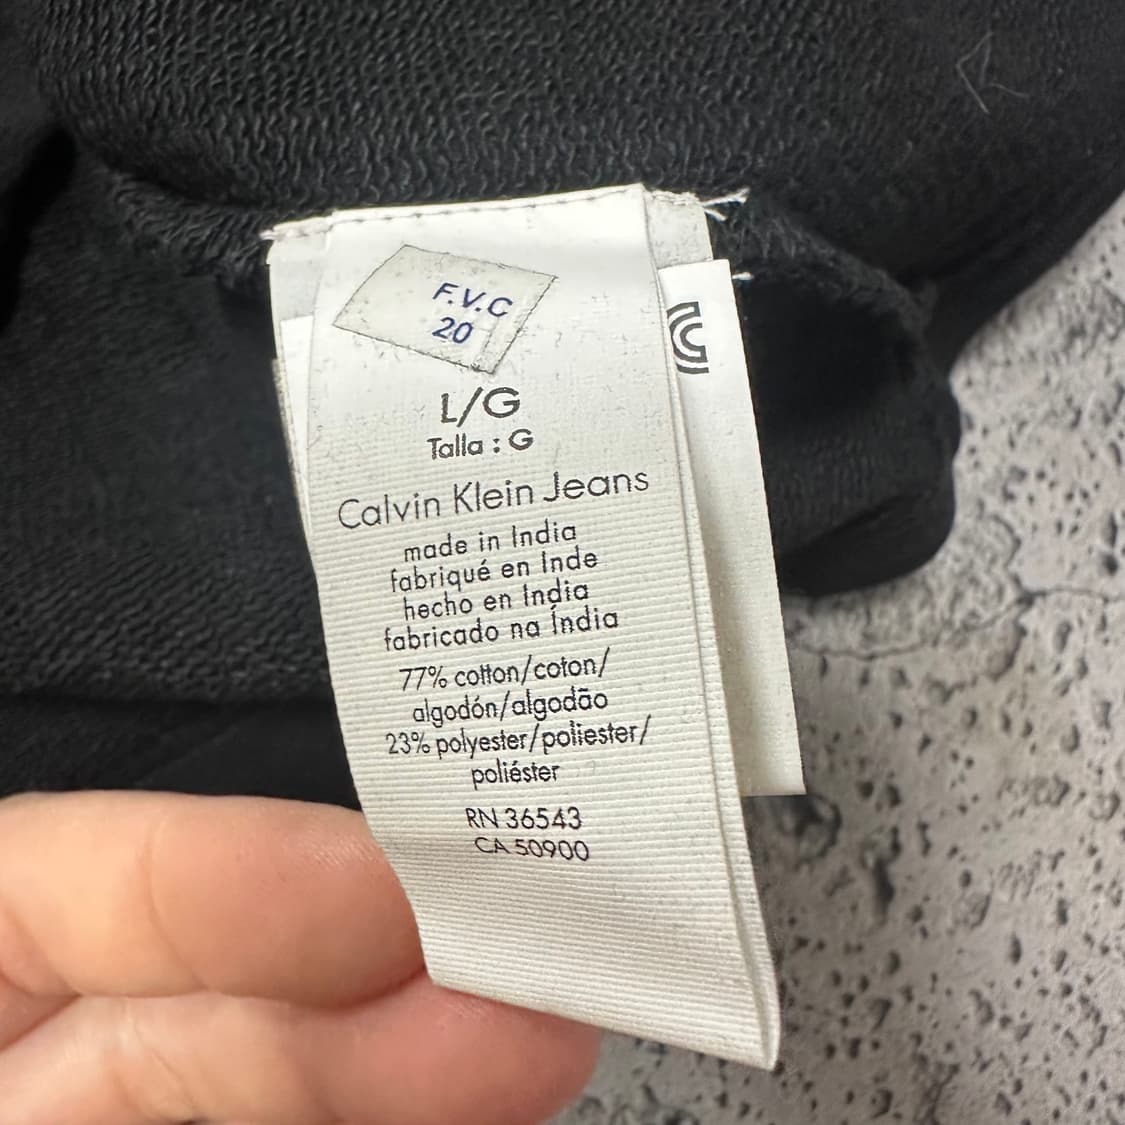 F.V.C
20
L/G
Talla : G
Calvin Klein Jeans
made in India
fabriqué en Inde
hecho en India
fabricado na Índia
77% cotton/coton/
algodón/algodão
23% polyester/poliester/
poliéster
RN 36543
CA 50900